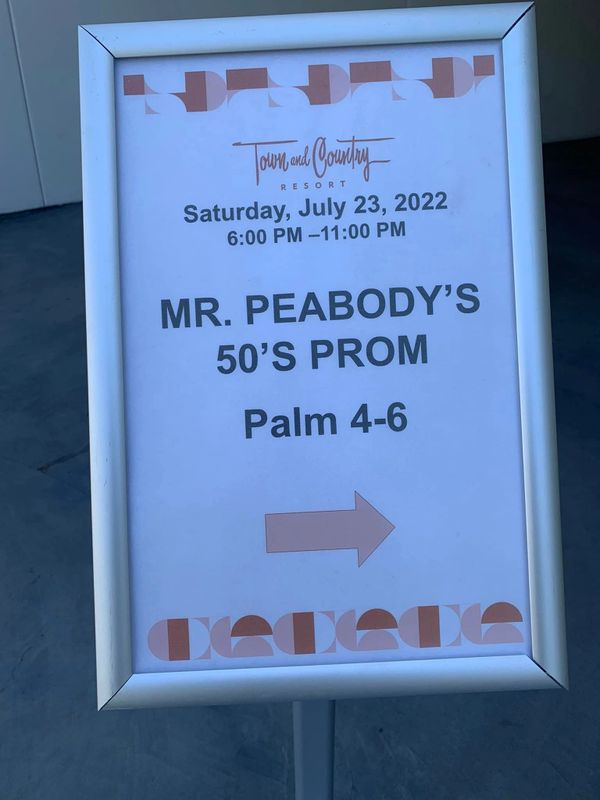 Town and Country
RESORT
Saturday, July 23, 2022
6:00 PM –11:00 PM
MR. PEABODY'S
50'S PROM
Palm 4-6